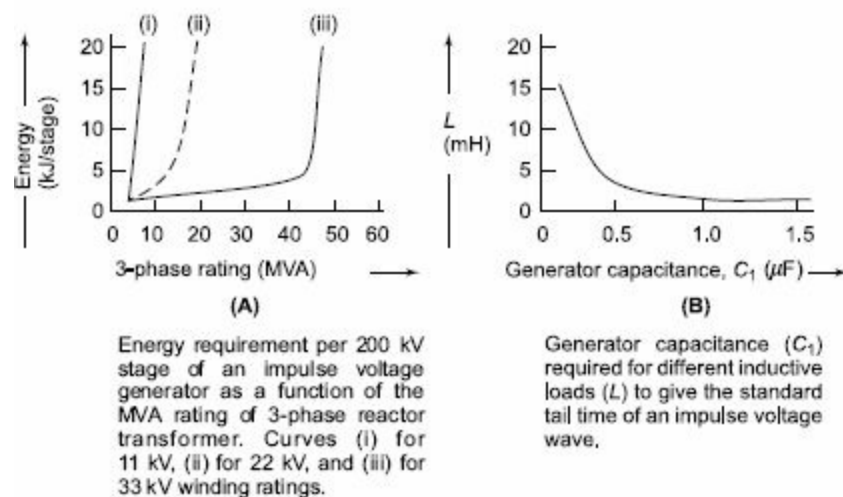 (i) (ii) (iii)
20
15
10
5
0
Energy
(kJ/stage)
10 20 30 40 50 60
3-phase rating (MVA)
(A)
Energy requirement per 200 kV
stage of an impulse voltage
generator as a function of the
MVA rating of 3-phase reactor
transformer. Curves (i) for
11 kV, (ii) for 22 kV, and (iii) for
33 kV winding ratings.
20
15
10
5
0
L
(mH)
0 0.5 1.0 1.5
Generator capacitance, C₁ (μF)
(B)
Generator capacitance (C₁)
required for different inductive
loads (L) to give the standard
tail time of an impulse voltage
wave.